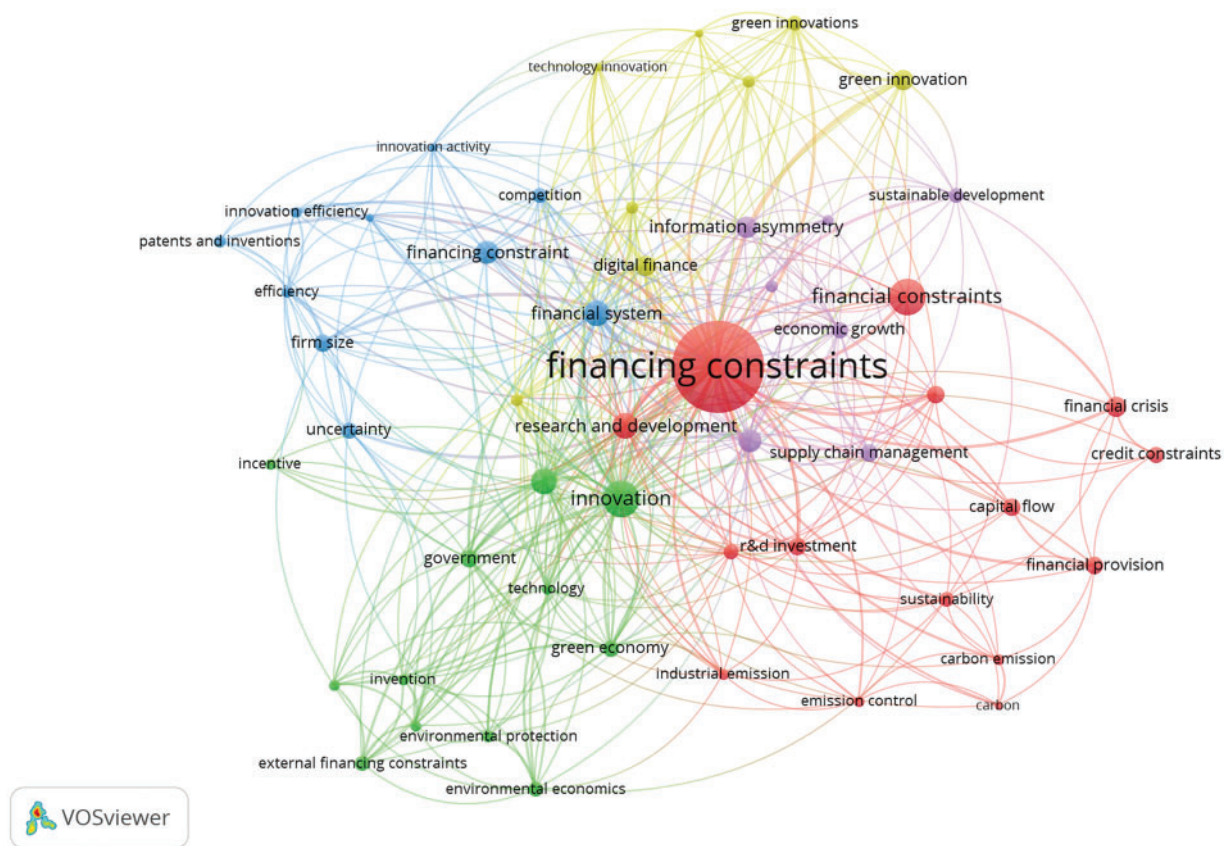 green innovations
technology innovation
green innovation
innovation activity
competition
sustainable development
innovation efficiency
information asymmetry
patents and inventions
financing constraint
digital finance
efficiency
financial constraints
financial system
economic growth
firm size
financing constraints
financial crisis
research and development
uncertainty
supply chain management
credit constraints
incentive
innovation
capital flow
r&d investment
government
financial provision
technology
sustainability
green economy
carbon emission
industrial emission
invention
emission control
carbon
environmental protection
external financing constraints
environmental economics
VOSviewer